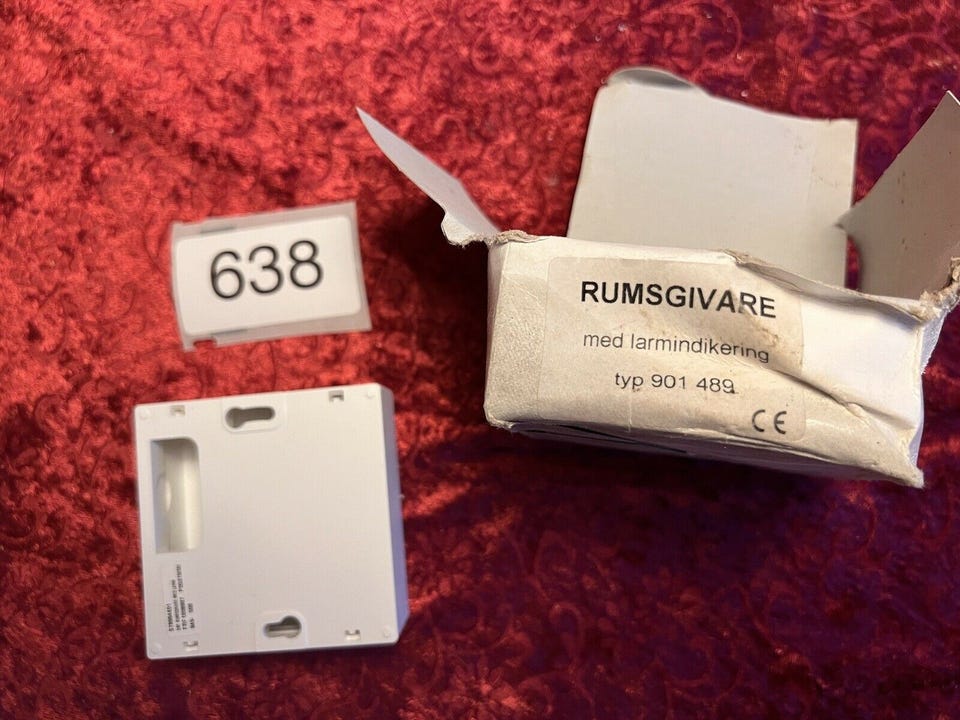 638
RUMSGIVARE
med larmindikering
typ 901 489
CE